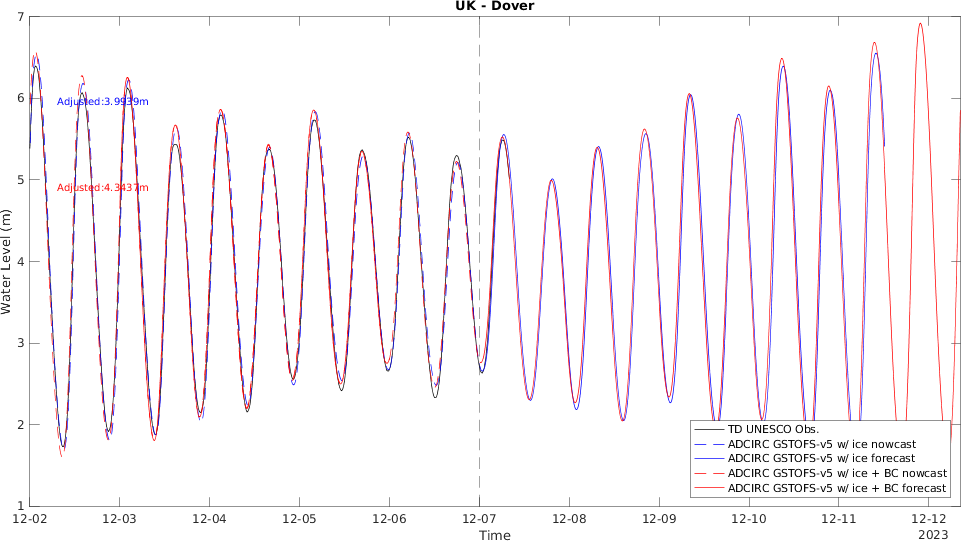 UK - Dover
7
6
5
4
3
2
1
Water Level (m)
Adjusted:3.9939m
Adjusted:4.3437m
TD UNESCO Obs.
ADCIRC GSTOFS-v5 w/ ice nowcast
ADCIRC GSTOFS-v5 w/ ice forecast
ADCIRC GSTOFS-v5 w/ ice + BC nowcast
ADCIRC GSTOFS-v5 w/ ice + BC forecast
12-02 12-03 12-04 12-05 12-06 12-07 12-08 12-09 12-10 12-11 12-12
Time
2023